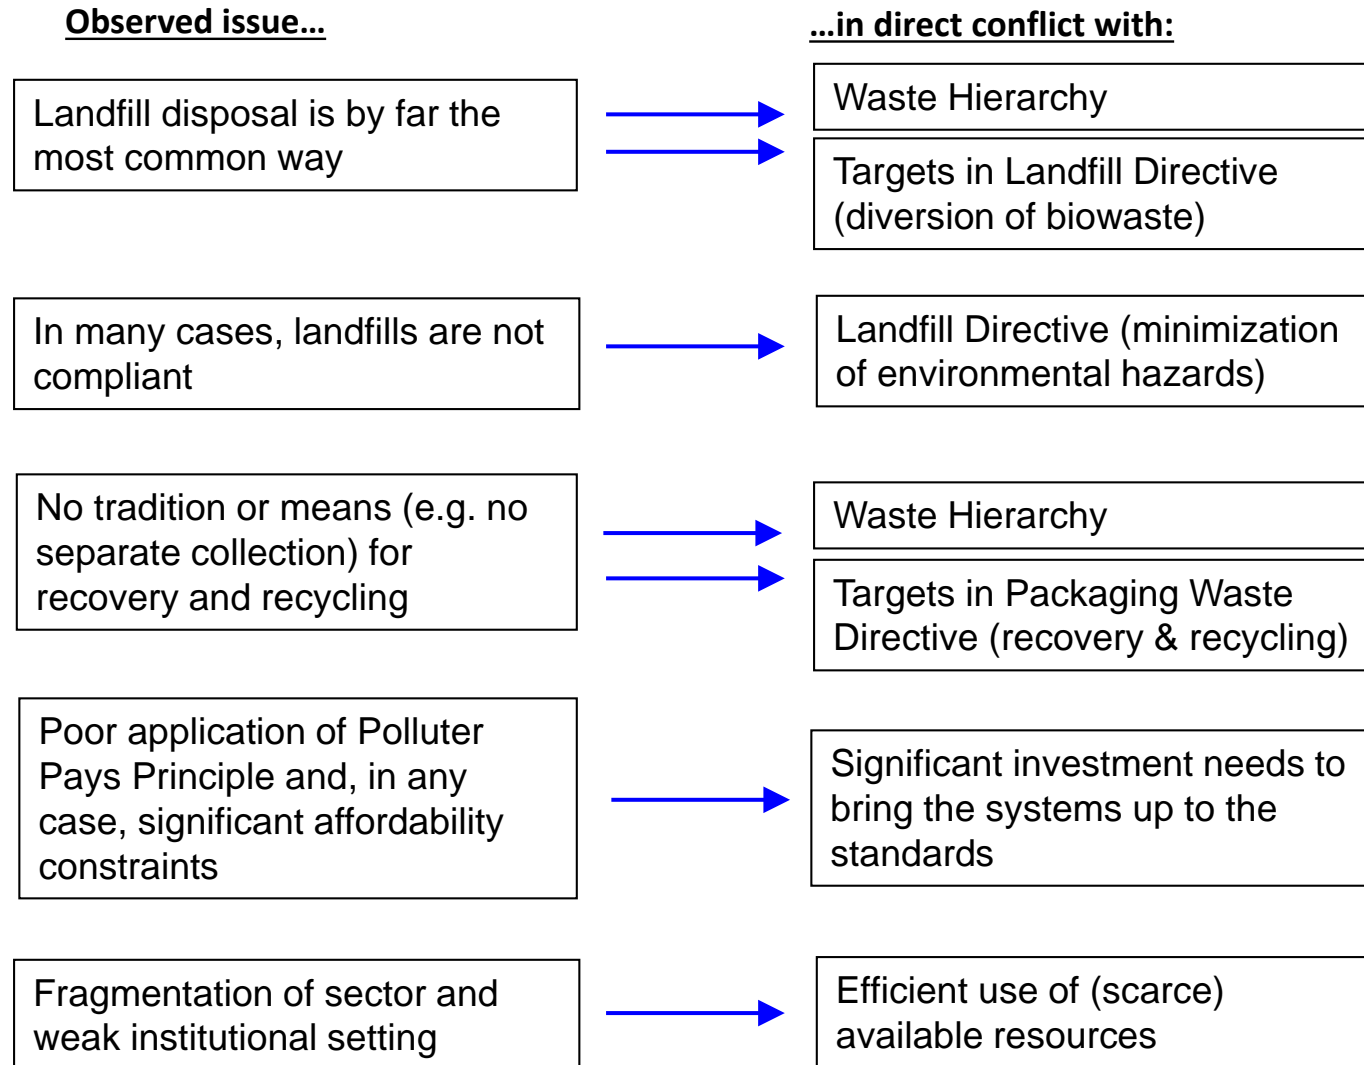 Observed issue...
...in direct conflict with:
Landfill disposal is by far the
most common way
Waste Hierarchy
Targets in Landfill Directive
(diversion of biowaste)
In many cases, landfills are not
compliant
Landfill Directive (minimization
of environmental hazards)
No tradition or means (e.g. no
separate collection) for
recovery and recycling
Waste Hierarchy
Targets in Packaging Waste
Directive (recovery & recycling)
Poor application of Polluter
Pays Principle and, in any
case, significant affordability
constraints
Significant investment needs to
bring the systems up to the
standards
Fragmentation of sector and
weak institutional setting
Efficient use of (scarce)
available resources